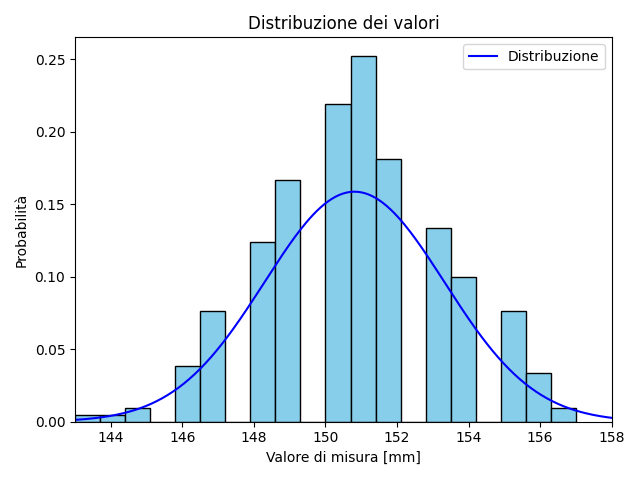 Distribuzione dei valori
Distribuzione
Probabilità
0.25
0.20
0.15
0.10
0.05
0.00
144 146 148 150 152 154 156 158
Valore di misura [mm]